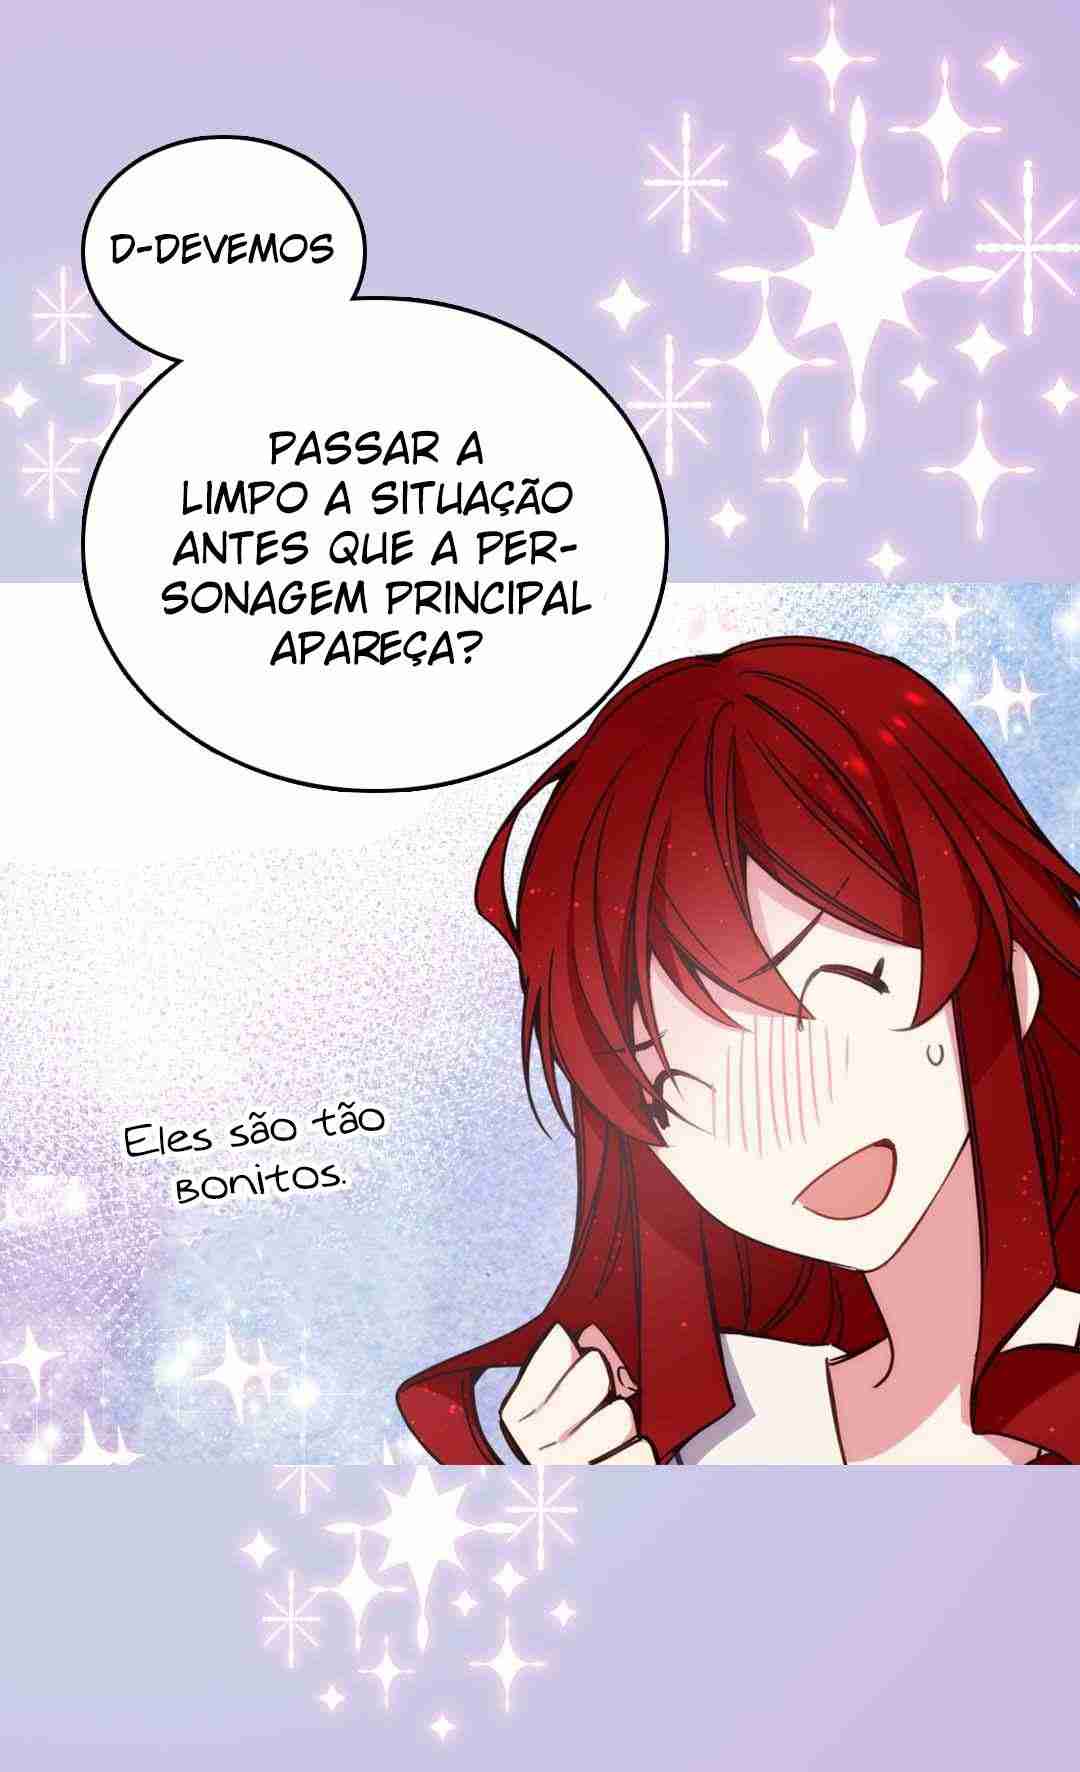 D-DEVEMOS
PASSAR A
LIMPO A SITUAÇÃO
ANTES QUE A PER-
SONAGEM PRINCIPAL
APAREÇA?
Eles são tão
bonitos.